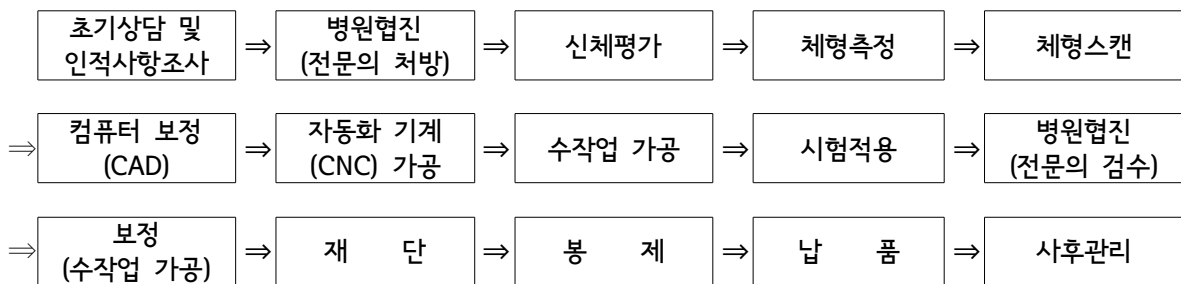 초기상담 및
인적사항조사
⇒
병원협진
(전문의 처방)
⇒
신체평가
⇒
체형측정
⇒
체형스캔
⇒
컴퓨터 보정
(CAD)
⇒
자동화 기계
(CNC) 가공
⇒
수작업 가공
⇒
시험적용
⇒
병원협진
(전문의 검수)
⇒
보정
(수작업 가공)
⇒
재 단
⇒
봉 제
⇒
납 품
⇒
사후관리